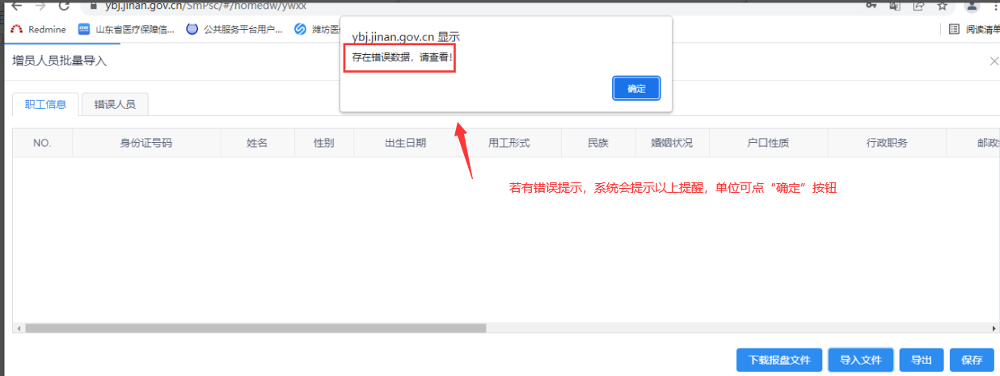 ybj.jinan.gov.cn/SmPsc/#/homedw/ywxx
Redmine 山东省医疗保障信... 公共服务平台用户... 潍坊医 阅读清单
ybj.jinan.gov.cn 显示
存在错误数据，请查看！
确定
增员人员批量导入
职工信息 错误人员
NO. 身份证号码 姓名 性别 出生日期 用工形式 民族 婚姻状况 户口性质 行政职务 邮政
若有错误提示，系统会提示以上提醒，单位可点“确定”按钮
下载报盘文件 导入文件 导出 保存